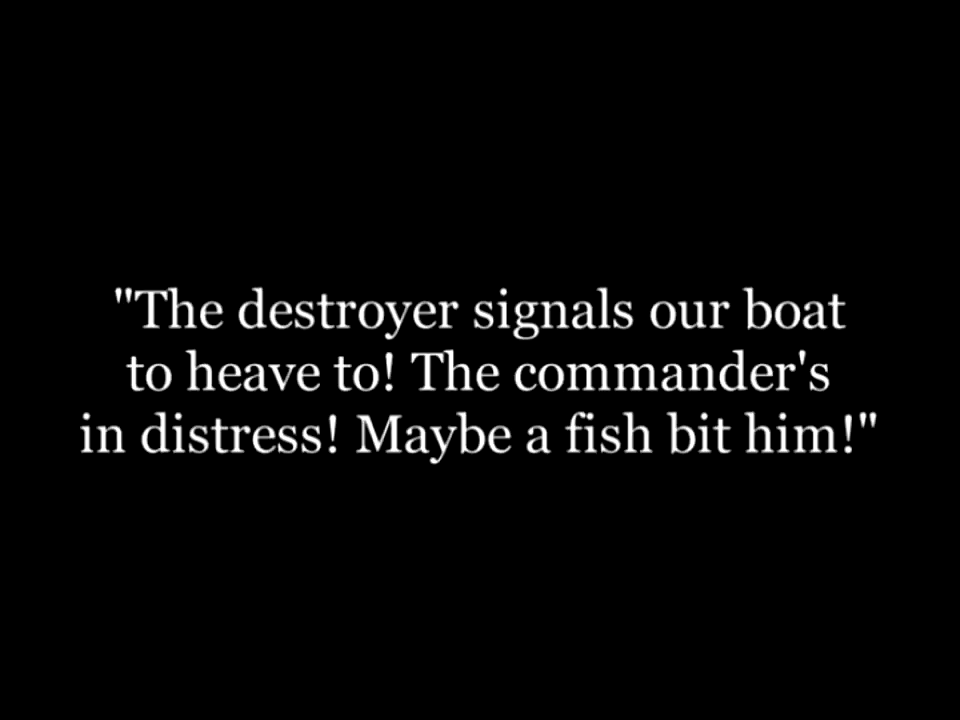 "The destroyer signals our boat
to heave to! The commander's
in distress! Maybe a fish bit him!"